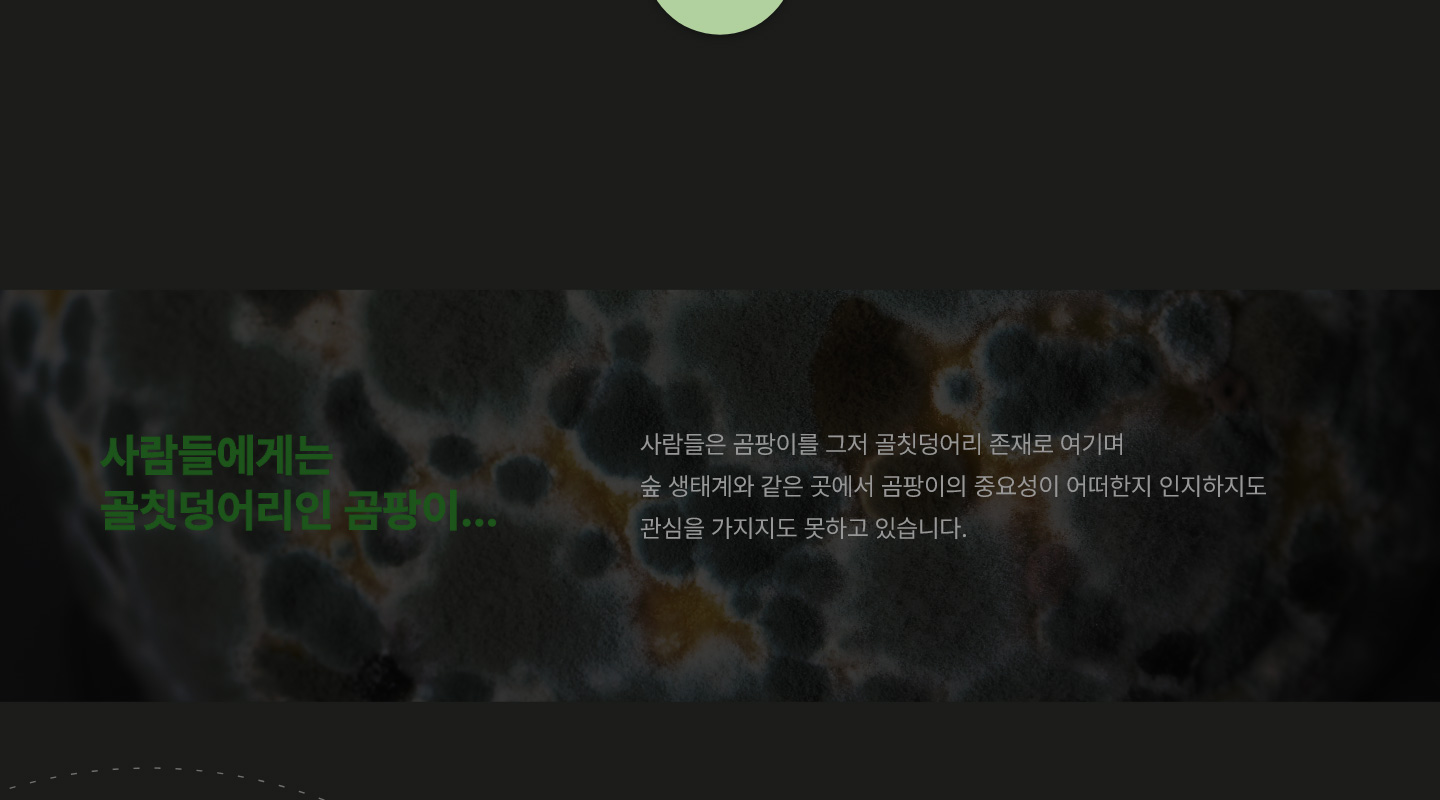 사람들에게는
골칫덩어리인 곰팡이...
사람들은 곰팡이를 그저 골칫덩어리 존재로 여기며
숲 생태계와 같은 곳에서 곰팡이의 중요성이 어떠한지 인지하지도
관심을 가지지도 못하고 있습니다.